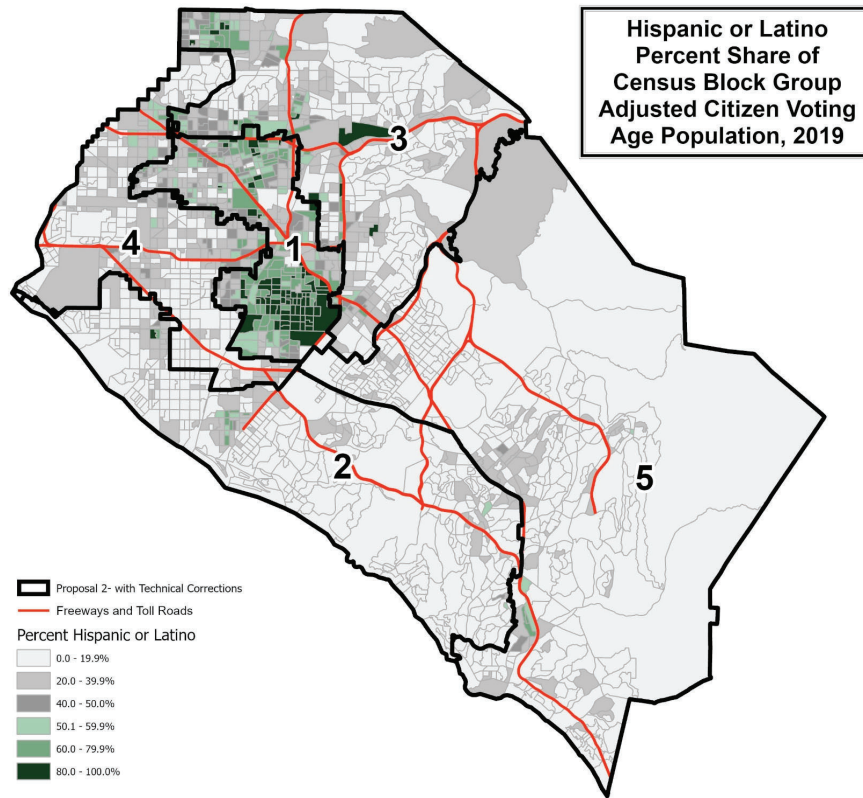 Hispanic or Latino
Percent Share of
Census Block Group
Adjusted Citizen Voting
Age Population, 2019
3
4
1
2
5
Proposal 2- with Technical Corrections
Freeways and Toll Roads
Percent Hispanic or Latino
0.0 - 19.9%
20.0 - 39.9%
40.0 - 50.0%
50.1 - 59.9%
60.0 - 79.9%
80.0 - 100.0%